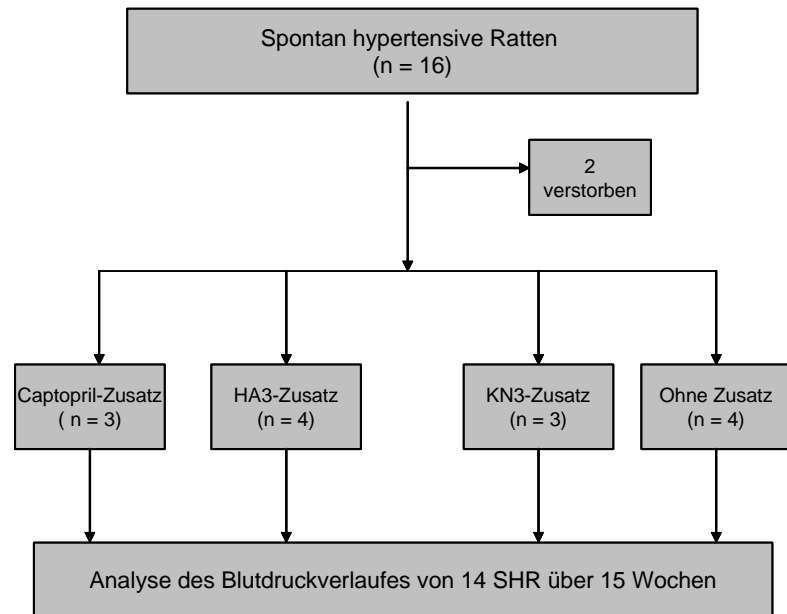 Spontan hypertensive Ratten
(n = 16)
2
verstorben
Captopril-Zusatz
( n = 3)
HA3-Zusatz
(n = 4)
KN3-Zusatz
(n = 3)
Ohne Zusatz
(n = 4)
Analyse des Blutdruckverlaufes von 14 SHR über 15 Wochen